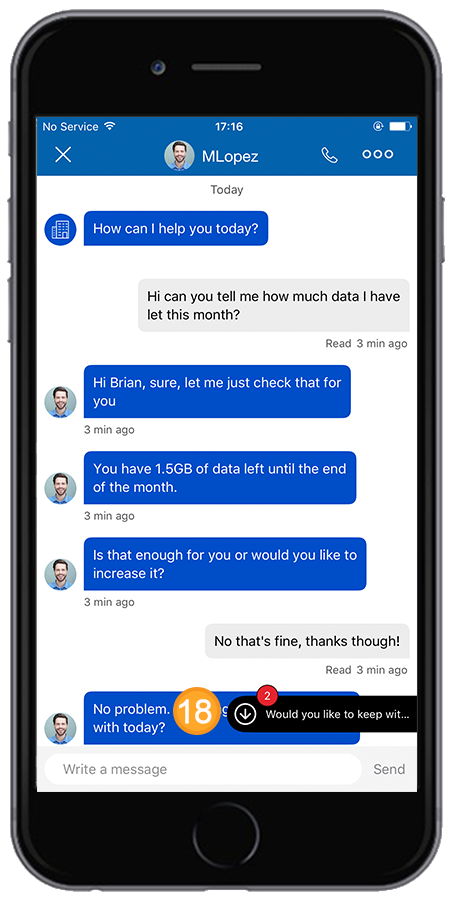 No Service 17:16
MLopez
Today
How can I help you today?
Hi can you tell me how much data I have
let this month?
Read 3 min ago
Hi Brian, sure, let me just check that for
you
3 min ago
You have 1.5GB of data left until the end
of the month.
3 min ago
Is that enough for you or would you like to
increase it?
3 min ago
No that's fine, thanks though!
Read 3 min ago
No problem.
with today?
18
2
Would you like to keep wit...
Write a message Send